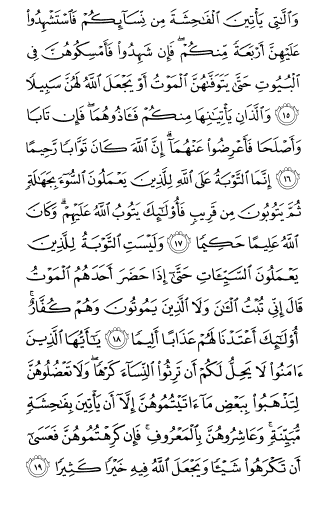 وَٱلَّٰتِى يَأْتِينَ ٱلْفَٰحِشَةَ مِن نِّسَآئِكُمْ فَٱسْتَشْهِدُوا۟
عَلَيْهِنَّ أَرْبَعَةً مِّنكُمْ ۖ فَإِن شَهِدُوا۟ فَأَمْسِكُوهُنَّ فِى
ٱلْبُيُوتِ حَتَّىٰ يَتَوَفَّىٰهُنَّ ٱلْمَوْتُ أَوْ يَجْعَلَ ٱللَّهُ لَهُنَّ سَبِيلًا
١٥ وَٱلَّذَانِ يَأْتِيَٰنِهَا مِنكُمْ فَـَٔاذُوهُمَا ۖ فَإِن تَابَا
وَأَصْلَحَا فَأَعْرِضُوا۟ عَنْهُمَآ ۗ إِنَّ ٱللَّهَ كَانَ تَوَّابًا رَّحِيمًا
١٦ إِنَّمَا ٱلتَّوْبَةُ عَلَى ٱللَّهِ لِلَّذِينَ يَعْمَلُونَ ٱلسُّوٓءَ بِجَهَٰلَةٍ
ثُمَّ يَتُوبُونَ مِن قَرِيبٍ فَأُو۟لَٰٓئِكَ يَتُوبُ ٱللَّهُ عَلَيْهِمْ ۗ وَكَانَ
ٱللَّهُ عَلِيمًا حَكِيمًا ١٧ وَلَيْسَتِ ٱلتَّوْبَةُ لِلَّذِينَ
يَعْمَلُونَ ٱلسَّيِّـَٔاتِ حَتَّىٰٓ إِذَا حَضَرَ أَحَدَهُمُ ٱلْمَوْتُ
قَالَ إِنِّى تُبْتُ ٱلْـَٰٔنَ وَلَا ٱلَّذِينَ يَمُوتُونَ وَهُمْ كُفَّارٌ ۚ
أُو۟لَٰٓئِكَ أَعْتَدْنَا لَهُمْ عَذَابًا أَلِيمًا ١٨ يَٰٓأَيُّهَا ٱلَّذِينَ
ءَامَنُوا۟ لَا يَحِلُّ لَكُمْ أَن تَرِثُوا۟ ٱلنِّسَآءَ كَرْهًا ۖ وَلَا تَعْضُلُوهُنَّ
لِتَذْهَبُوا۟ بِبَعْضِ مَآ ءَاتَيْتُمُوهُنَّ إِلَّآ أَن يَأْتِينَ بِفَٰحِشَةٍ
مُّبَيِّنَةٍ ۚ وَعَاشِرُوهُنَّ بِٱلْمَعْرُوفِ ۚ فَإِن كَرِهْتُمُوهُنَّ فَعَسَىٰٓ
أَن تَكْرَهُوا۟ شَيْـًٔا وَيَجْعَلَ ٱللَّهُ فِيهِ خَيْرًا كَثِيرًا ١٩